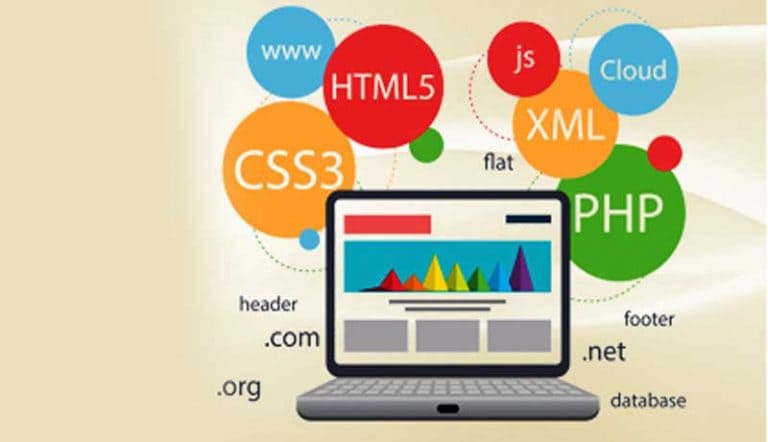 www
HTML5
js
Cloud
XML
CSS3
flat
PHP
header
.com
footer
.net
.org
database